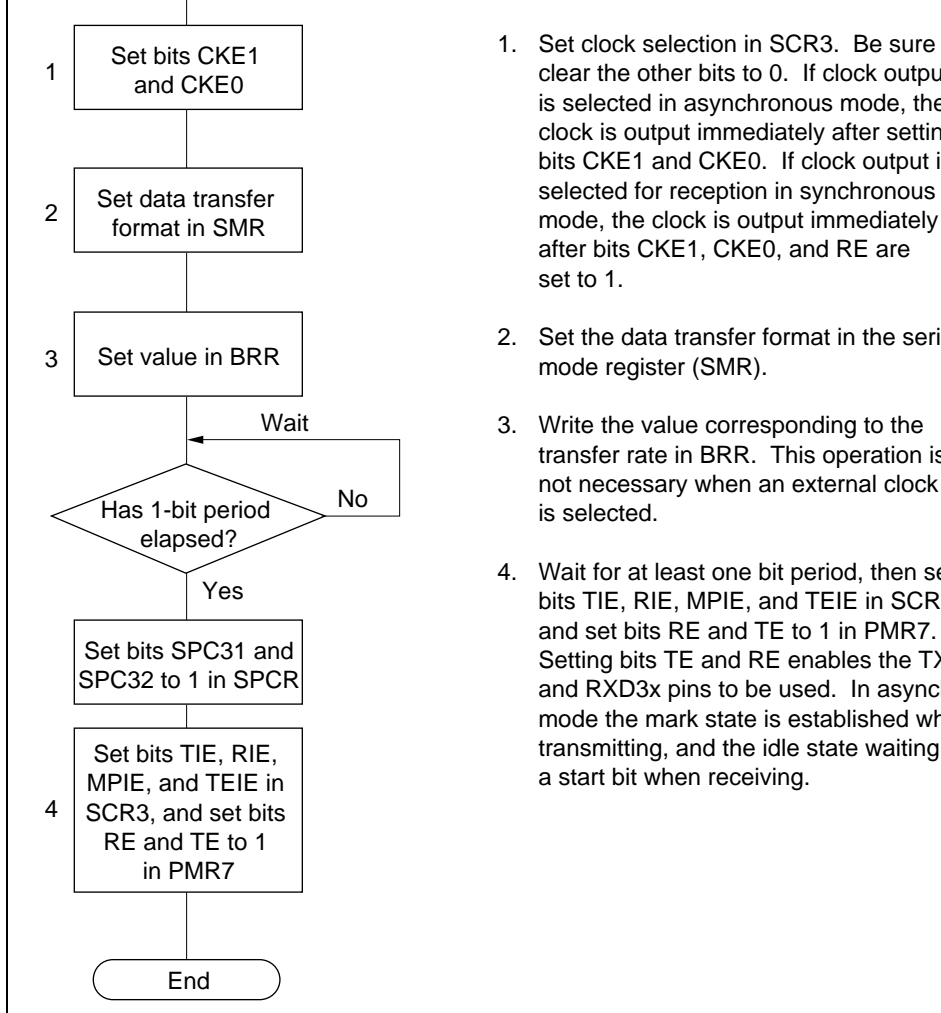 1
Set bits CKE1
and CKE0
2
Set data transfer
format in SMR
3
Set value in BRR
Wait
Has 1-bit period
elapsed?
No
Yes
Set bits SPC31 and
SPC32 to 1 in SPCR
4
Set bits TIE, RIE,
MPIE, and TEIE in
SCR3, and set bits
RE and TE to 1
in PMR7
End
1. Set clock selection in SCR3. Be sure
clear the other bits to 0. If clock outpu
is selected in asynchronous mode, the
clock is output immediately after settin
bits CKE1 and CKE0. If clock output i
selected for reception in synchronous
mode, the clock is output immediately
after bits CKE1, CKE0, and RE are
set to 1.
2. Set the data transfer format in the seri
mode register (SMR).
3. Write the value corresponding to the
transfer rate in BRR. This operation is
not necessary when an external clock
is selected.
4. Wait for at least one bit period, then se
bits TIE, RIE, MPIE, and TEIE in SCR
and set bits RE and TE to 1 in PMR7.
Setting bits TE and RE enables the TX
and RXD3x pins to be used. In async
mode the mark state is established wh
transmitting, and the idle state waiting
a start bit when receiving.